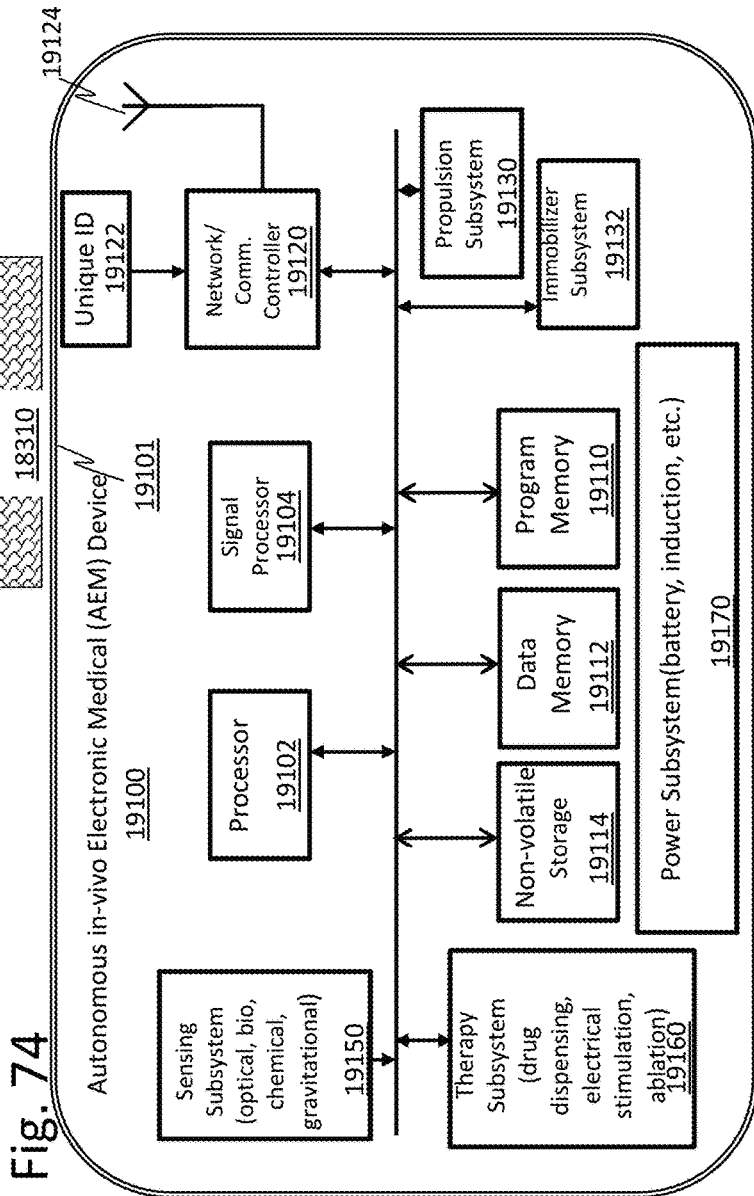 Fig. 74
18310
19124
Autonomous in-vivo Electronic Medical (AEM) Device
19101
19100
Unique ID
19122
Sensing
Subsystem
(optical, bio,
chemical,
gravitational)
19150
Processor
19102
Signal
Processor
19104
Network/
Comm.
Controller
19120
Therapy
Subsystem
(drug
dispensing,
electrical
stimulation,
ablation)
19160
Non-volatile
Storage
19114
Data
Memory
19112
Program
Memory
19110
Propulsion
Subsystem
19130
Immobilizer
Subsystem
19132
Power Subsystem(battery, induction, etc.)
19170